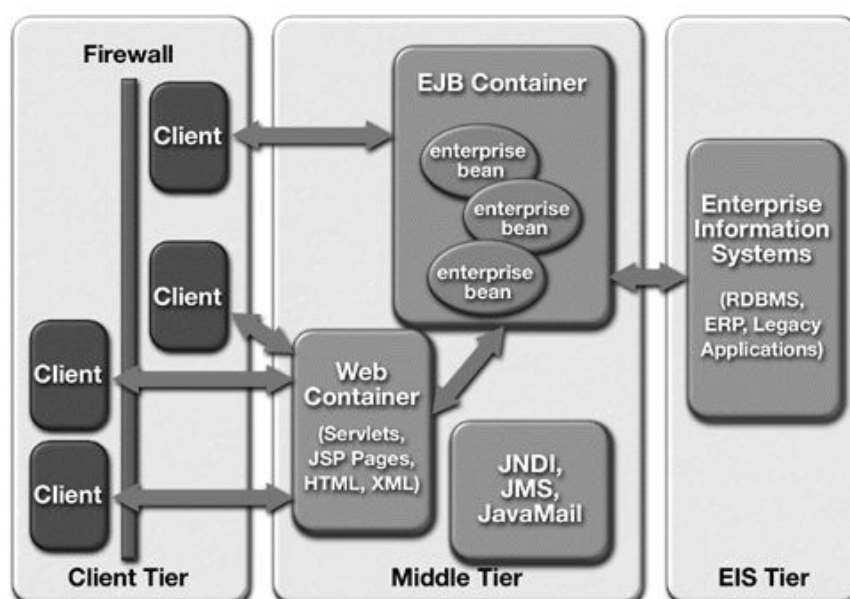 Firewall
Client
Client
Client
Client
Client Tier
EJB Container
enterprise
bean
enterprise
bean
enterprise
bean
Web
Container
(Servlets,
JSP Pages,
HTML, XML)
JNDI,
JMS,
JavaMail
Middle Tier
Enterprise
Information
Systems
(RDBMS,
ERP, Legacy
Applications)
EIS Tier